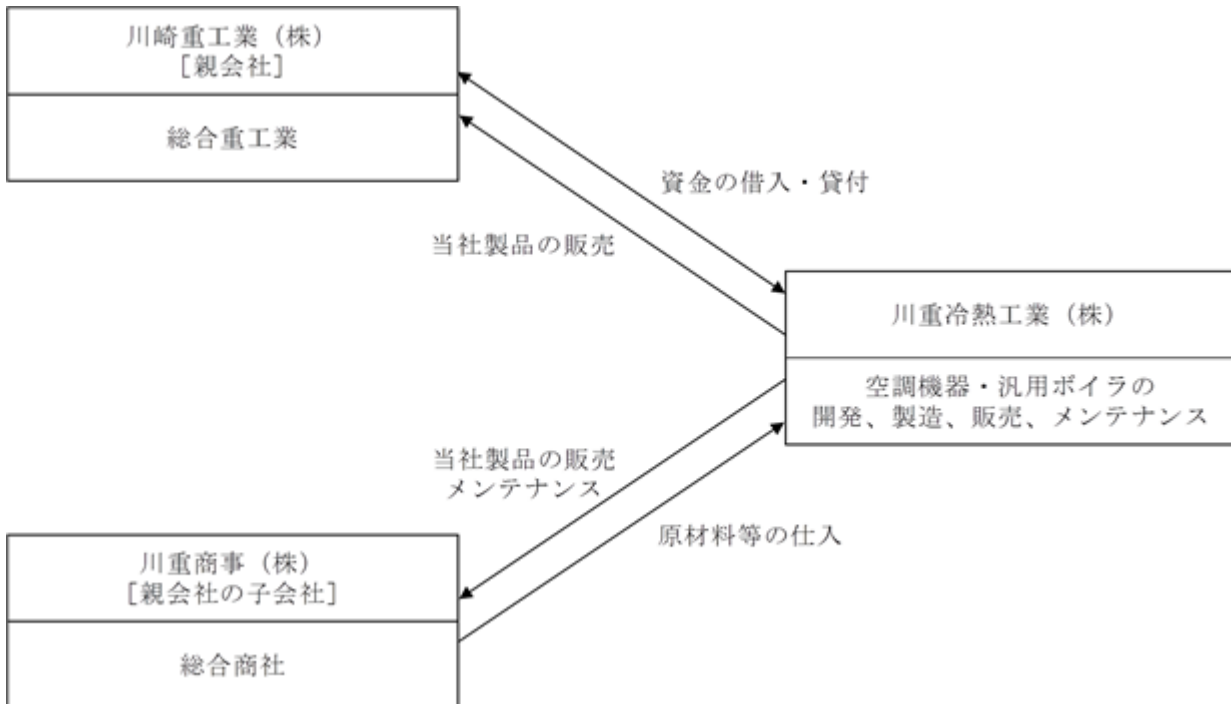 川崎重工業（株）
［親会社］
総合重工業
資金の借入・貸付
当社製品の販売
川重冷熱工業（株）
空調機器・汎用ボイラの
開発、製造、販売、メンテナンス
当社製品の販売
メンテナンス
原材料等の仕入
川重商事（株）
［親会社の子会社］
総合商社